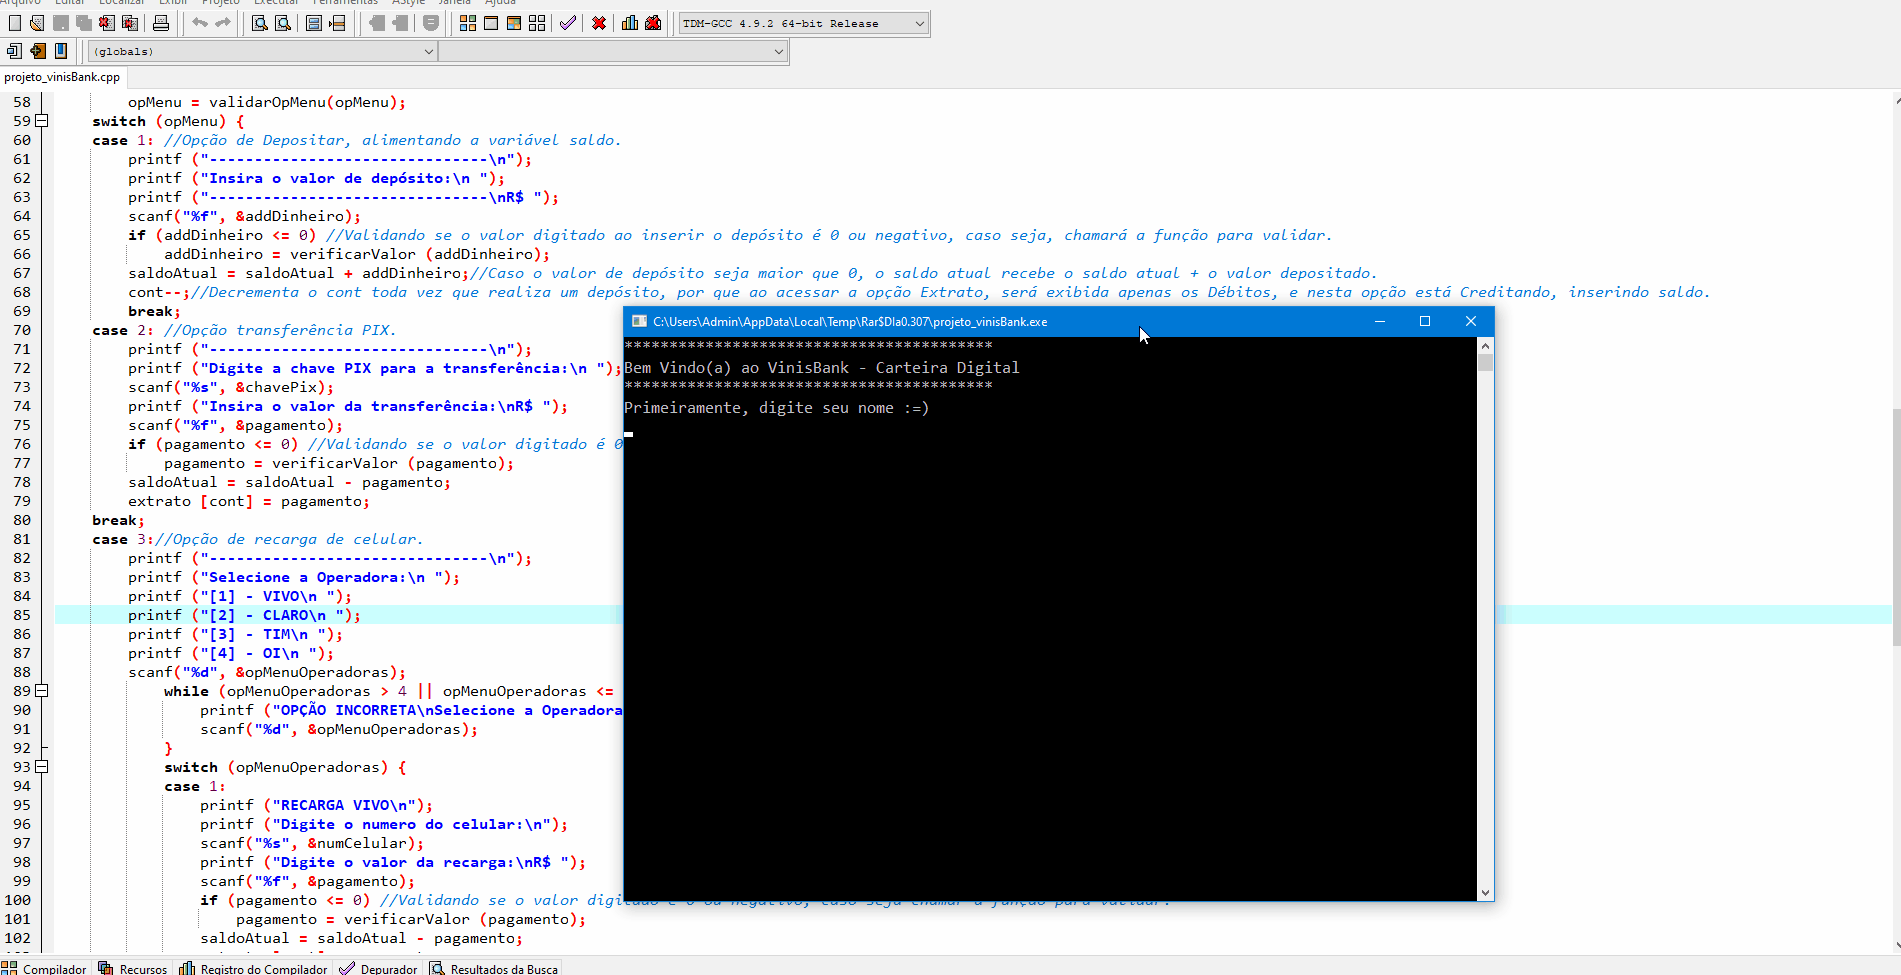 Arquivo Editar Localizar Exibir Projeto Executar Ferramentas AStyle Janela Ajuda
TDM-GCC 4.9.2 64-bit Release
(globals)
projeto_vinisBank.cpp
58 opMenu = validarOpMenu(opMenu);
59 switch (opMenu) {
60 case 1: //Opção de Depositar, alimentando a variável saldo.
61 printf ("-------------------------------\n");
62 printf ("Insira o valor de depósito:\n ");
63 printf ("-------------------------------\nR$ ");
64 scanf("%f", &addDinheiro);
65 if (addDinheiro <= 0) //Validando se o valor digitado ao inserir o depósito é 0 ou negativo, caso seja, chamará a função para validar.
66 addDinheiro = verificarValor (addDinheiro);
67 saldoAtual = saldoAtual + addDinheiro;//Caso o valor de depósito seja maior que 0, o saldo atual recebe o saldo atual + o valor depositado.
68 cont--;//Decrementa o cont toda vez que realiza um depósito, por que ao acessar a opção Extrato, será exibida apenas os Débitos, e nesta opção está Creditando, inserindo saldo.
69 break;
70 case 2: //Opção transferência PIX.
71 printf ("-------------------------------\n");
72 printf ("Digite a chave PIX para a transferência:\n ");
73 scanf("%s", &chavePix);
74 printf ("Insira o valor da transferência:\nR$ ");
75 scanf("%f", &pagamento);
76 if (pagamento <= 0) //Validando se o valor digitado é 0
77 pagamento = verificarValor (pagamento);
78 saldoAtual = saldoAtual - pagamento;
79 extrato [cont] = pagamento;
80 break;
81 case 3://Opção de recarga de celular.
82 printf ("-------------------------------\n");
83 printf ("Selecione a Operadora:\n ");
84 printf ("[1] - VIVO\n ");
85 printf ("[2] - CLARO\n ");
86 printf ("[3] - TIM\n ");
87 printf ("[4] - OI\n ");
88 scanf("%d", &opMenuOperadoras);
89 while (opMenuOperadoras > 4 || opMenuOperadoras <=
90 printf ("OPÇÃO INCORRETA\nSelecione a Operadora
91 scanf("%d", &opMenuOperadoras);
92 }
93 switch (opMenuOperadoras) {
94 case 1:
95 printf ("RECARGA VIVO\n");
96 printf ("Digite o numero do celular:\n");
97 scanf("%s", &numCelular);
98 printf ("Digite o valor da recarga:\nR$ ");
99 scanf("%f", &pagamento);
100 if (pagamento <= 0) //Validando se o valor digi
101 pagamento = verificarValor (pagamento);
102 saldoAtual = saldoAtual - pagamento;
C:\Users\Admin\AppData\Local\Temp\Rar$DIa0.307\projeto_vinisBank.exe
*****************************************
Bem Vindo(a) ao VinisBank - Carteira Digital
*****************************************
Primeiramente, digite seu nome :=)
Compilador Recursos Registro do Compilador Depurador Resultados da Busca